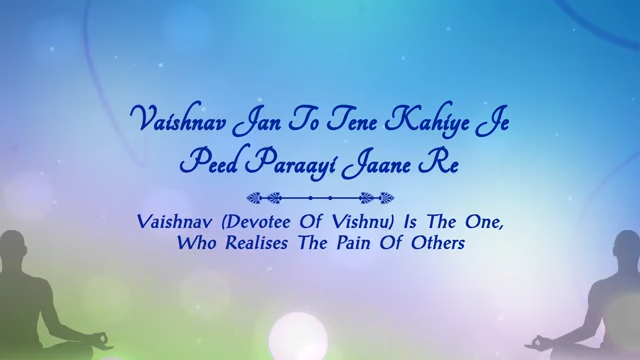 Vaishnav Jan To Tene Kahiye Je
Peed Paraayi Jaane Re
Vaishnav (Devotee Of Vishnu) Is The One,
Who Realises The Pain Of Others